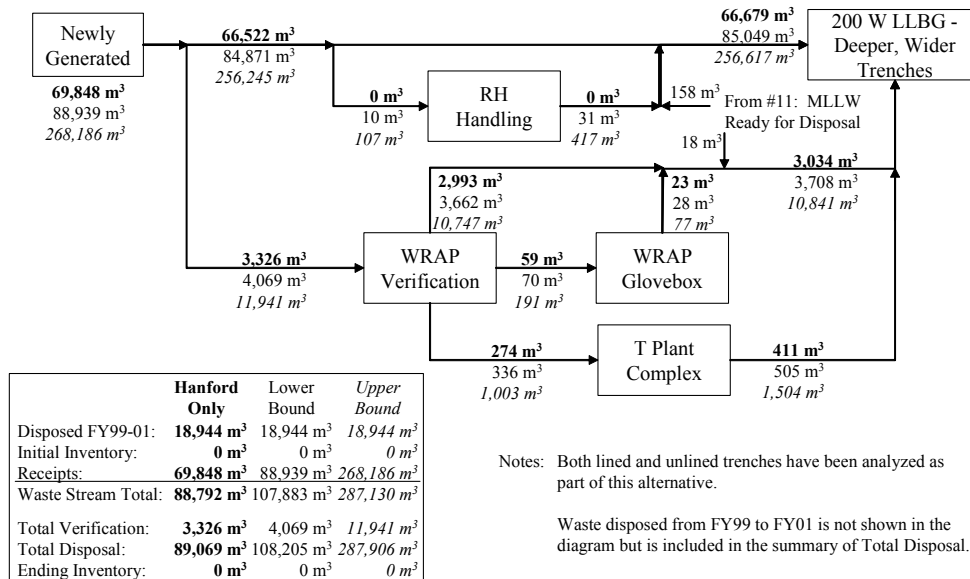 Newly
Generated
69,848 m³
88,939 m³
268,186 m³
66,522 m³
84,871 m³
256,245 m³
66,679 m³
85,049 m³
256,617 m³
200 W LLBG -
Deeper, Wider
Trenches
0 m³
10 m³
107 m³
RH
Handling
0 m³
31 m³
417 m³
158 m³
From #11: MLLW
Ready for Disposal
18 m³
2,993 m³
3,662 m³
10,747 m³
23 m³
28 m³
77 m³
3,034 m³
3,708 m³
10,841 m³
3,326 m³
4,069 m³
11,941 m³
WRAP
Verification
59 m³
70 m³
191 m³
WRAP
Glovebox
274 m³
336 m³
1,003 m³
T Plant
Complex
411 m³
505 m³
1,504 m³
Hanford Lower Upper
Only Bound Bound
Disposed FY99-01: 18,944 m³ 18,944 m³ 18,944 m³
Initial Inventory: 0 m³ 0 m³ 0 m³
Receipts: 69,848 m³ 88,939 m³ 268,186 m³
Waste Stream Total: 88,792 m³ 107,883 m³ 287,130 m³
Total Verification: 3,326 m³ 4,069 m³ 11,941 m³
Total Disposal: 89,069 m³ 108,205 m³ 287,906 m³
Ending Inventory: 0 m³ 0 m³ 0 m³
Notes: Both lined and unlined trenches have been analyzed as
part of this alternative.
Waste disposed from FY99 to FY01 is not shown in the
diagram but is included in the summary of Total Disposal.